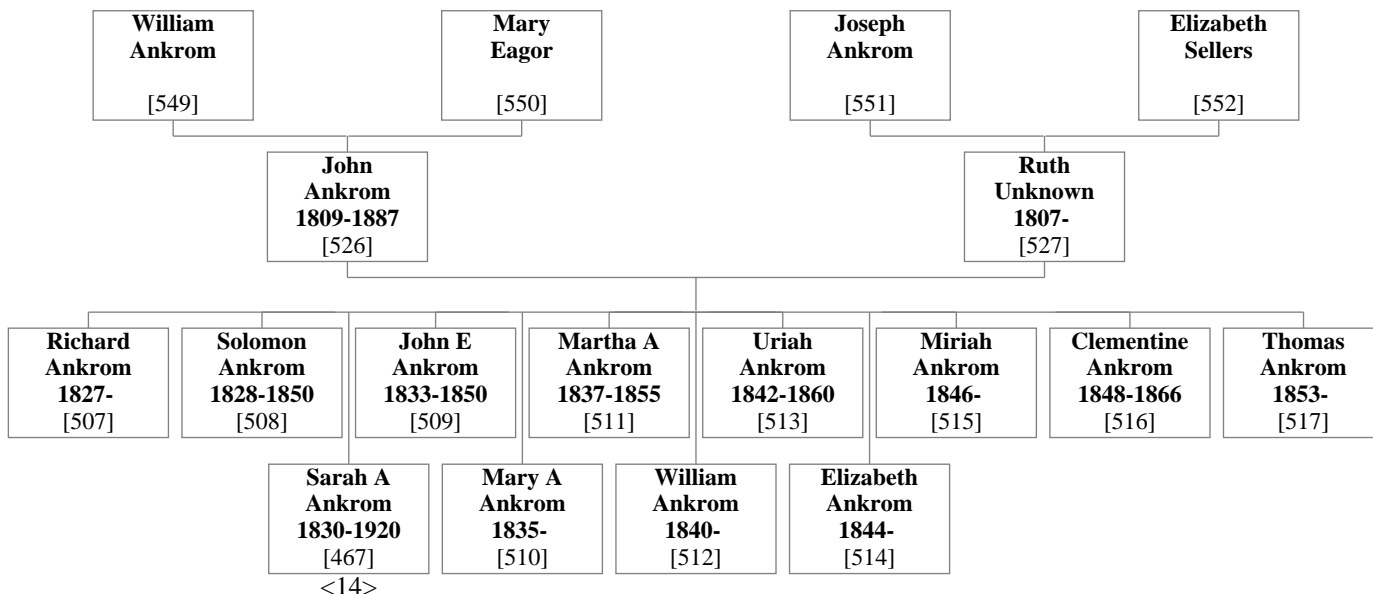 William
Ankrom
[549]
Mary
Eagor
[550]
Joseph
Ankrom
[551]
Elizabeth
Sellers
[552]
John
Ankrom
1809-1887
[526]
Ruth
Unknown
1807-
[527]
Richard
Ankrom
1827-
[507]
Solomon
Ankrom
1828-1850
[508]
John E
Ankrom
1833-1850
[509]
Martha A
Ankrom
1837-1855
[511]
Uriah
Ankrom
1842-1860
[513]
Miriah
Ankrom
1846-
[515]
Clementine
Ankrom
1848-1866
[516]
Thomas
Ankrom
1853-
[517]
Sarah A
Ankrom
1830-1920
[467]
<14>
Mary A
Ankrom
1835-
[510]
William
Ankrom
1840-
[512]
Elizabeth
Ankrom
1844-
[514]